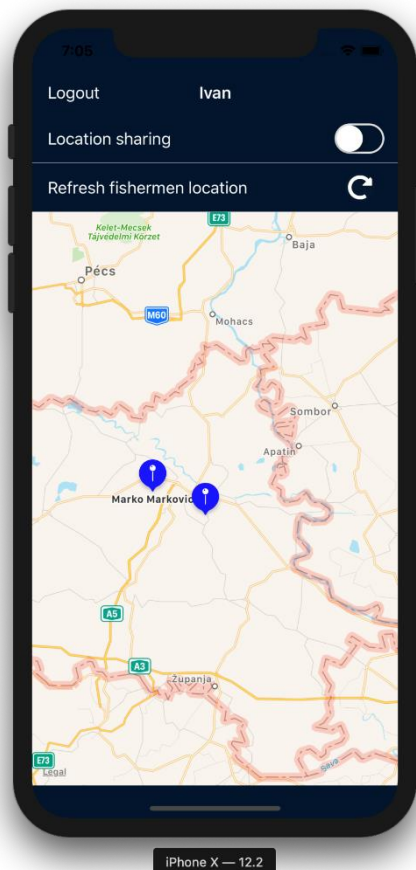 7:05
Logout
Ivan
Location sharing
Refresh fishermen location
E73
Kelet-Mecsek
Tájvédelmi Körzet
Baja
Pécs
M60
Mohacs
Sombor
Apatin
Marko Markovic
A5
A3
Županja
E73
Legal
Sava
iPhone X — 12.2